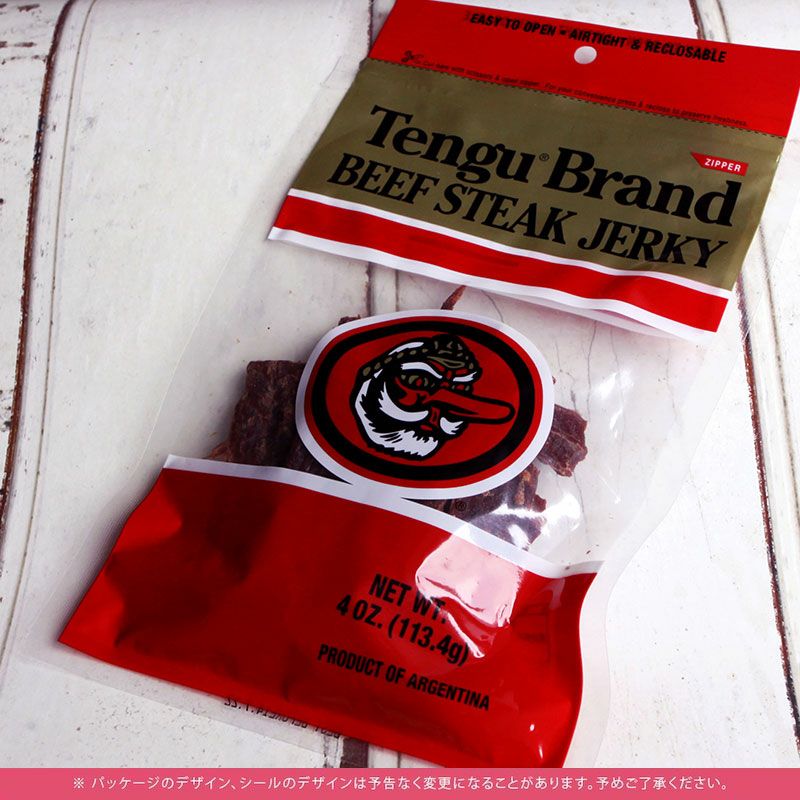 EASY TO OPEN • AIRTIGHT & RECLOSABLE
Tengu® Brand
ZIPPER
BEEF STEAK JERKY
®
NET WT.
4 OZ. (113.4g)
PRODUCT OF ARGENTINA
※ パッケージのデザイン、シールのデザインは予告なく変更になることがあります。予めご了承ください。